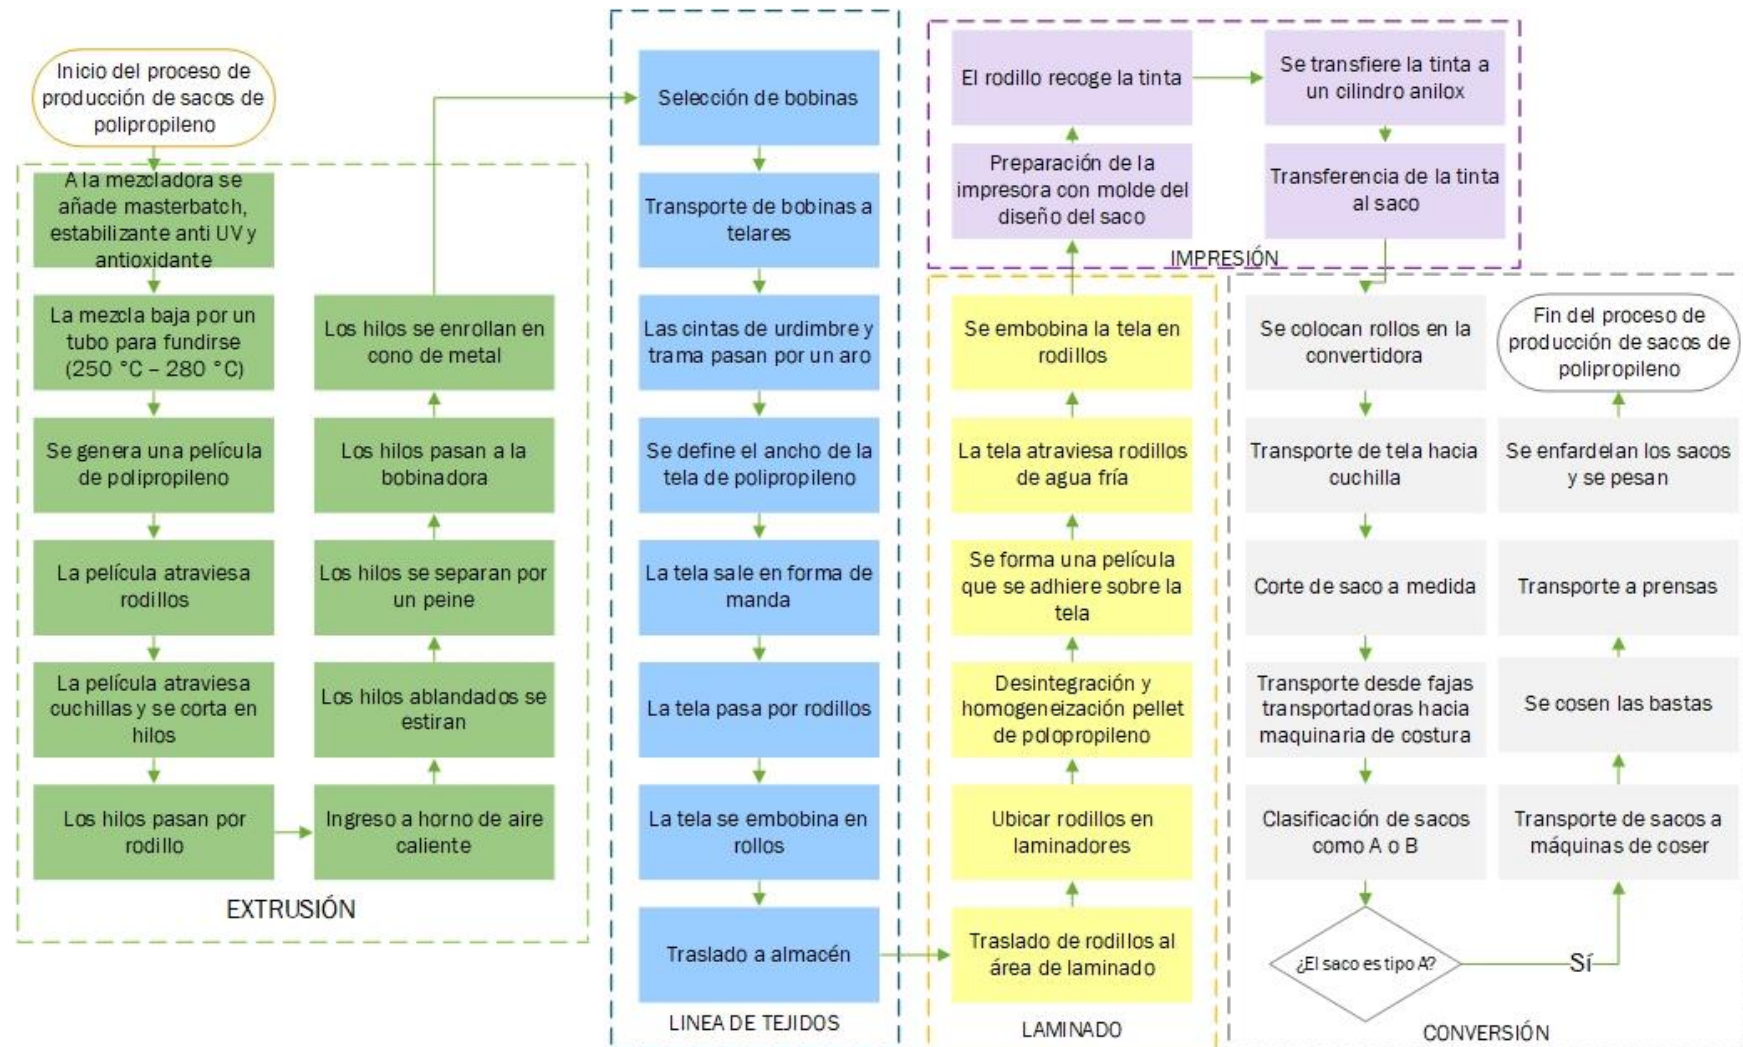 Inicio del proceso de
producción de sacos de
polipropileno
A la mezcladora se
añade masterbatch,
estabilizante anti UV y
antioxidante
La mezcla baja por un
tubo para fundirse
(250 °C – 280 °C)
Se genera una película
de polipropileno
La película atraviesa
rodillos
La película atraviesa
cuchillas y se corta en
hilos
Los hilos pasan por
rodillo
Ingreso a horno de aire
caliente
Los hilos ablandados se
estiran
Los hilos se separan por
un peine
Los hilos pasan a la
bobinadora
Los hilos se enrollan en
cono de metal
EXTRUSIÓN
Selección de bobinas
Transporte de bobinas a
telares
Las cintas de urdimbre y
trama pasan por un aro
Se define el ancho de la
tela de polipropileno
La tela sale en forma de
manda
La tela pasa por rodillos
La tela se embobina en
rollos
Traslado a almacén
LINEA DE TEJIDOS
Traslado de rodillos al
área de laminado
Ubicar rodillos en
laminadores
Desintegración y
homogeneización pellet
de polopropileno
Se forma una película
que se adhiere sobre la
tela
La tela atraviesa rodillos
de agua fría
Se embobina la tela en
rodillos
LAMINADO
Preparación de la
impresora con molde del
diseño del saco
El rodillo recoge la tinta
Se transfiere la tinta a
un cilindro anilox
Transferencia de la tinta
al saco
IMPRESIÓN
Se colocan rollos en la
convertidora
Transporte de tela hacia
cuchilla
Corte de saco a medida
Transporte desde fajas
transportadoras hacia
maquinaria de costura
Clasificación de sacos
como A o B
¿El saco es tipo A?
Sí
Transporte de sacos a
máquinas de coser
Se cosen las bastas
Transporte a prensas
Se enfardelan los sacos
y se pesan
Fin del proceso de
producción de sacos de
polipropileno
CONVERSIÓN